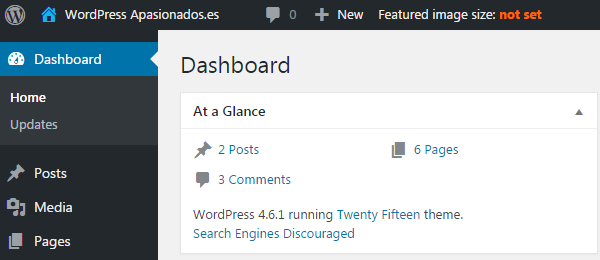 WordPress Apasionados.es 0 + New Featured image size: not set
Dashboard
Home
Updates
Posts
Media
Pages
Dashboard
At a Glance
2 Posts 6 Pages
3 Comments
WordPress 4.6.1 running Twenty Fifteen theme.
Search Engines Discouraged